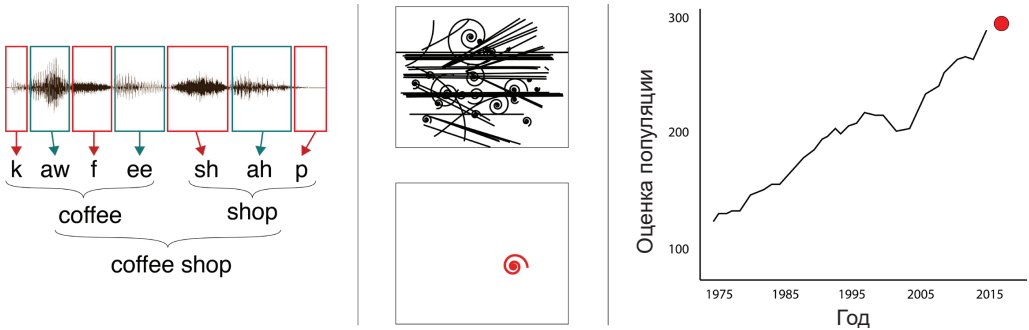 k aw f ee sh ah p
coffee shop
coffee shop
300
200
100
Оценка популяции
1975 1985 1995 2005 2015
Год